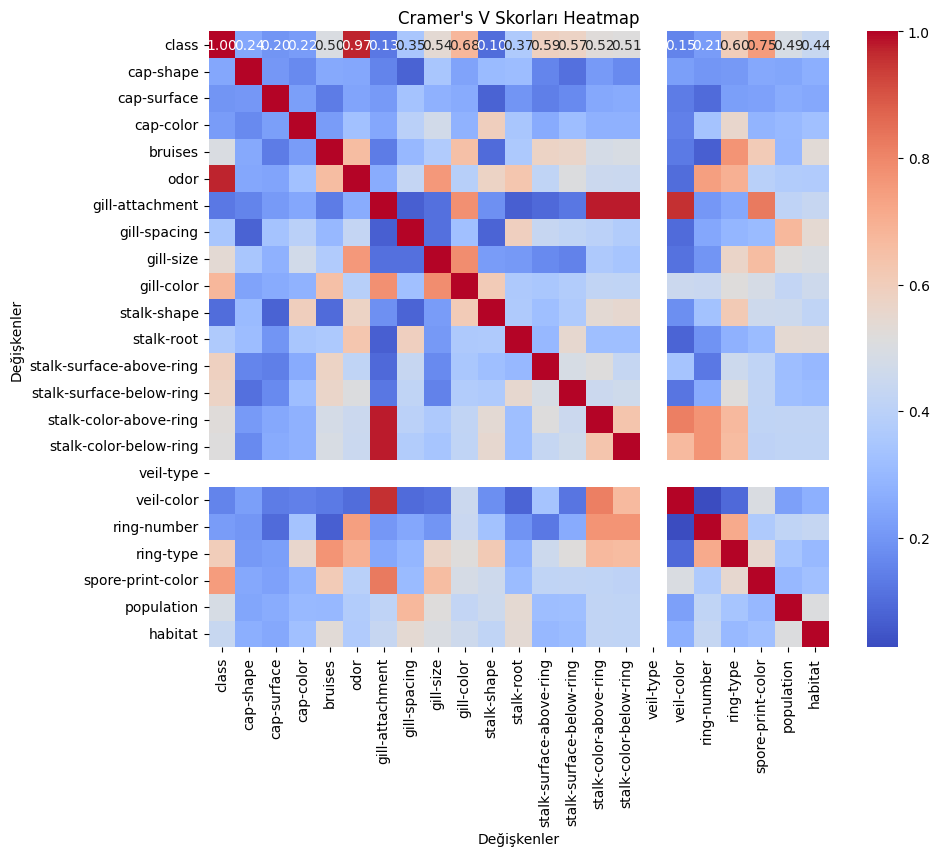 Cramer's V Skorları Heatmap
Değişkenler
class
cap-shape
cap-surface
cap-color
bruises
odor
gill-attachment
gill-spacing
gill-size
gill-color
stalk-shape
stalk-root
stalk-surface-above-ring
stalk-surface-below-ring
stalk-color-above-ring
stalk-color-below-ring
veil-type
veil-color
ring-number
ring-type
spore-print-color
population
habitat
1.00 0.24 0.20 0.22 0.50 0.97 0.13 0.35 0.54 0.68 0.10 0.37 0.59 0.57 0.52 0.51 0.15 0.21 0.60 0.75 0.49 0.44
class
cap-shape
cap-surface
cap-color
bruises
odor
gill-attachment
gill-spacing
gill-size
gill-color
stalk-shape
stalk-root
stalk-surface-above-ring
stalk-surface-below-ring
stalk-color-above-ring
stalk-color-below-ring
veil-type
veil-color
ring-number
ring-type
spore-print-color
population
habitat
Değişkenler
1.0
0.8
0.6
0.4
0.2